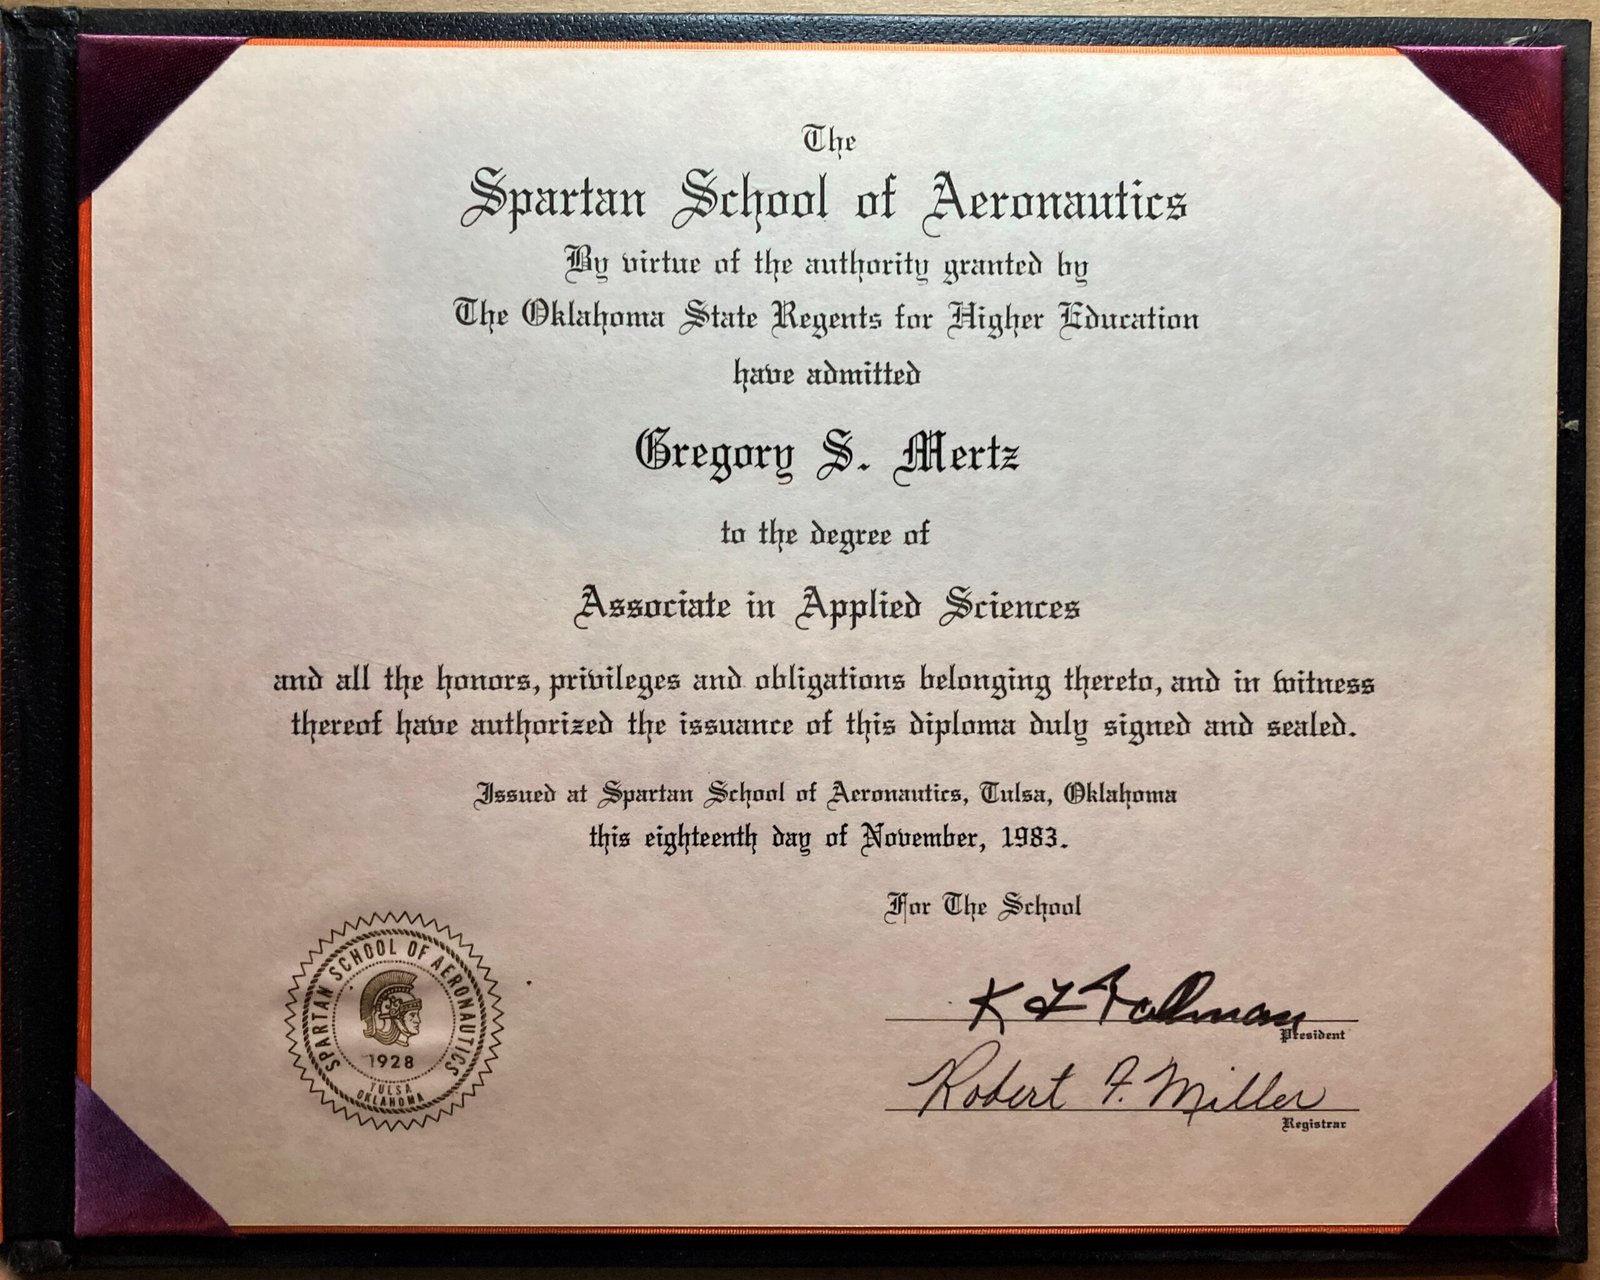 The
Spartan School of Aeronautics
By virtue of the authority granted by
The Oklahoma State Regents for Higher Education
have admitted
Gregory S. Mertz
to the degree of
Associate in Applied Sciences
and all the honors, privileges and obligations belonging thereto, and in witness
thereof have authorized the issuance of this diploma duly signed and sealed.
Issued at Spartan School of Aeronautics, Tulsa, Oklahoma
this eighteenth day of November, 1983.
For The School
SPARTAN SCHOOL OF AERONAUTICS
1928
TULSA
OKLAHOMA
President
Robert F. Miller
Registrar